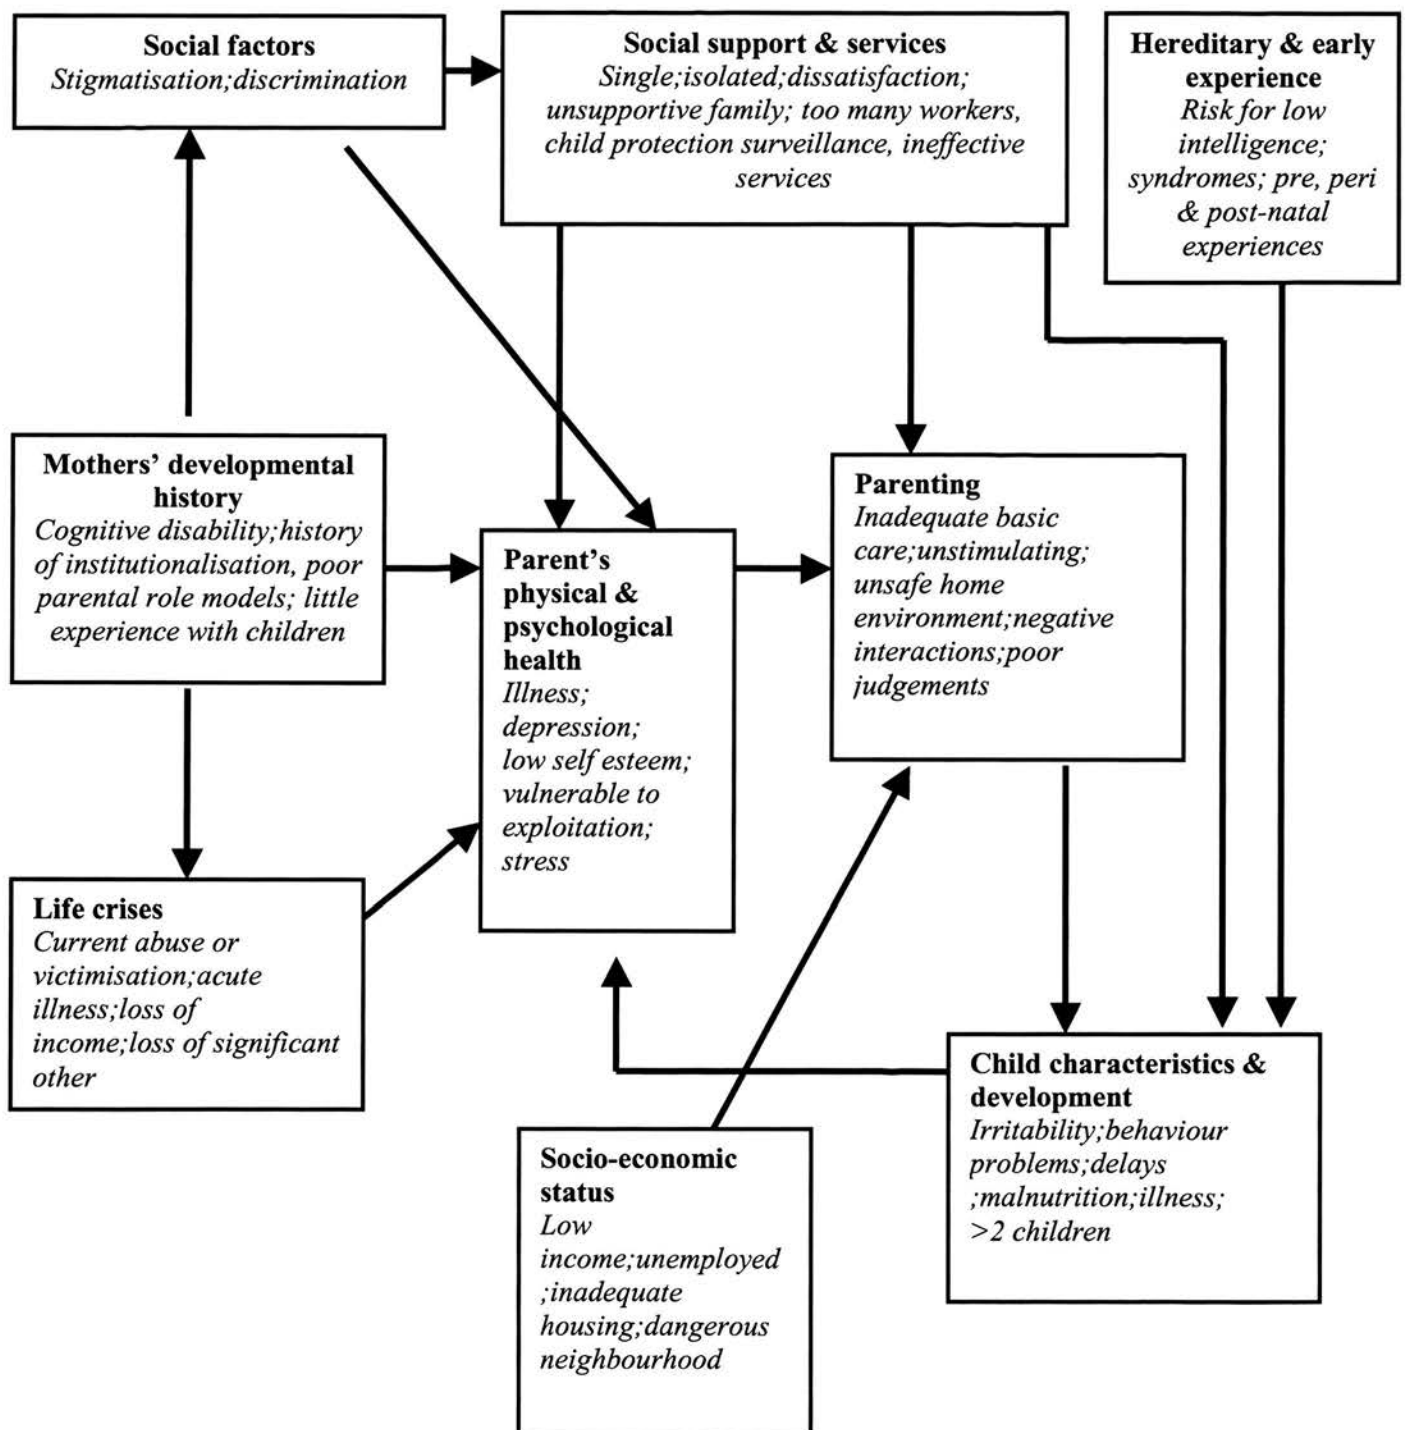 Social factors
Stigmatisation;discrimination
Social support & services
Single;isolated;dissatisfaction;
unsupportive family; too many workers,
child protection surveillance, ineffective
services
Hereditary & early
experience
Risk for low
intelligence;
syndromes; pre, peri
& post-natal
experiences
Mothers’ developmental
history
Cognitive disability;history
of institutionalisation, poor
parental role models; little
experience with children
Parent’s
physical &
psychological
health
Illness;
depression;
low self esteem;
vulnerable to
exploitation;
stress
Parenting
Inadequate basic
care;unstimulating;
unsafe home
environment;negative
interactions;poor
judgements
Life crises
Current abuse or
victimisation;acute
illness;loss of
income;loss of significant
other
Socio-economic
status
Low
income;unemployed
;inadequate
housing;dangerous
neighbourhood
Child characteristics &
development
Irritability;behaviour
problems;delays
;malnutrition;illness;
>2 children